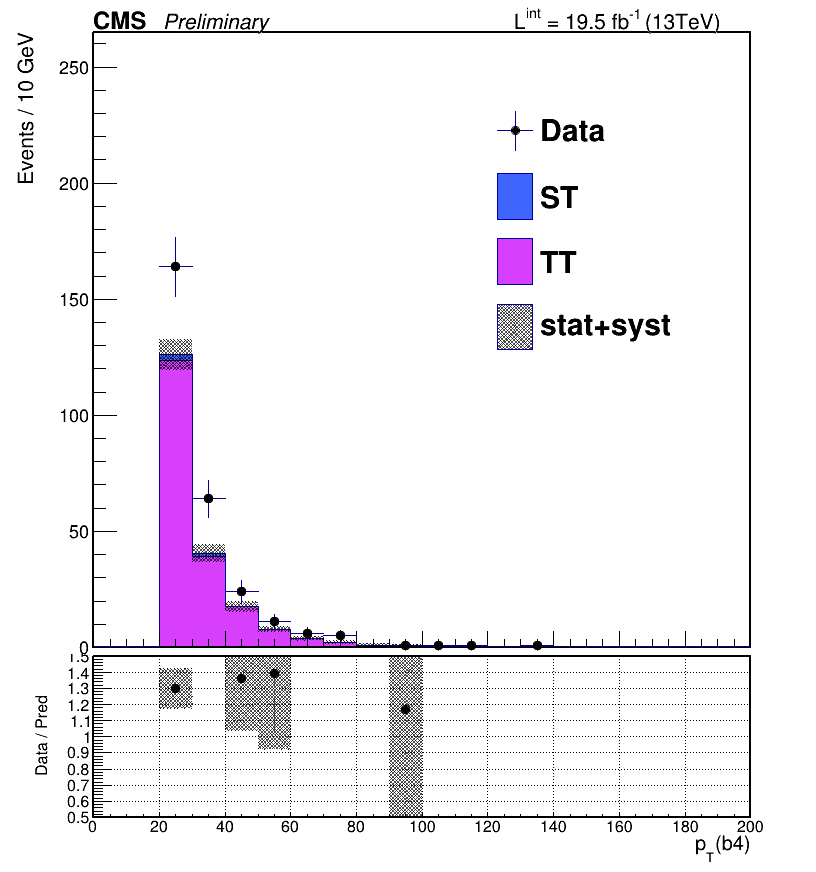 CMS Preliminary L^int = 19.5 fb^-1 (13TeV)
Events / 10 GeV
250
200
150
100
50
0
Data
ST
TT
stat+syst
Data / Pred
1.5
1.4
1.3
1.2
1.1
1
0.9
0.8
0.7
0.6
0.5
0 20 40 60 80 100 120 140 160 180 200
p_T(b4)